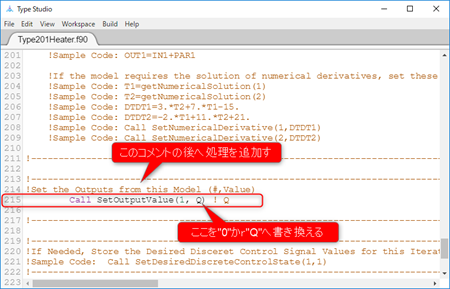 Type Studio
File Edit View Workspace Build Help
Type201Heater.f90
201 !Sample Code: OUT1=IN1+PAR1
202
203 !If the model requires the solution of numerical derivatives, set these
204 !Sample Code: T1=getNumericalSolution(1)
205 !Sample Code: T2=getNumericalSolution(2)
206 !Sample Code: DTDT1=3.*T2+7.*T1-15.
207 !Sample Code: DTDT2=-2.*T1+11.*T2+21.
208 !Sample Code: Call SetNumericalDerivative(1,DTDT1)
209 !Sample Code: Call SetNumericalDerivative(2,DTDT2)
210
211 !
このコメントの後へ処理を追加す
212
213 !
214 !Set the Outputs from this Model (#,Value)
215 Call SetOutputValue(1, Q) ! Q
216
217 !
ここを"0"かr"Q"へ書き換える
218
219 !
220 !If Needed, Store the Desired Disceret Control Signal Values for this Iterat
221 !Sample Code: Call SetDesiredDiscreteControlState(1,1)
222 !
223